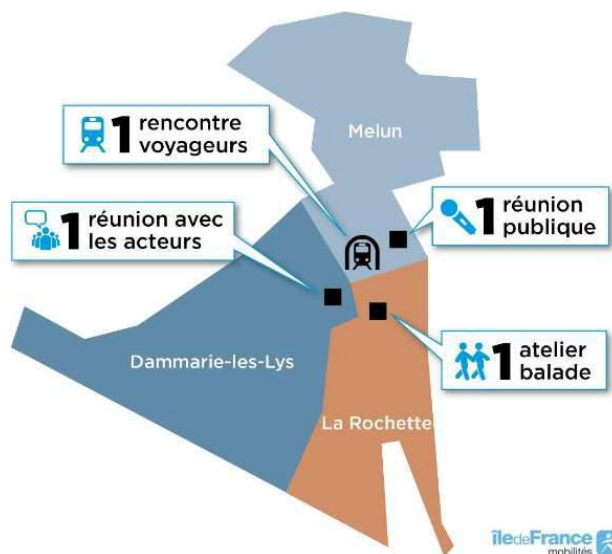 Melun
1 rencontre
voyageurs
1 réunion avec
les acteurs
1 réunion
publique
Dammarie-les-Lys
1 atelier
balade
La Rochette
îledeFrance
mobilités